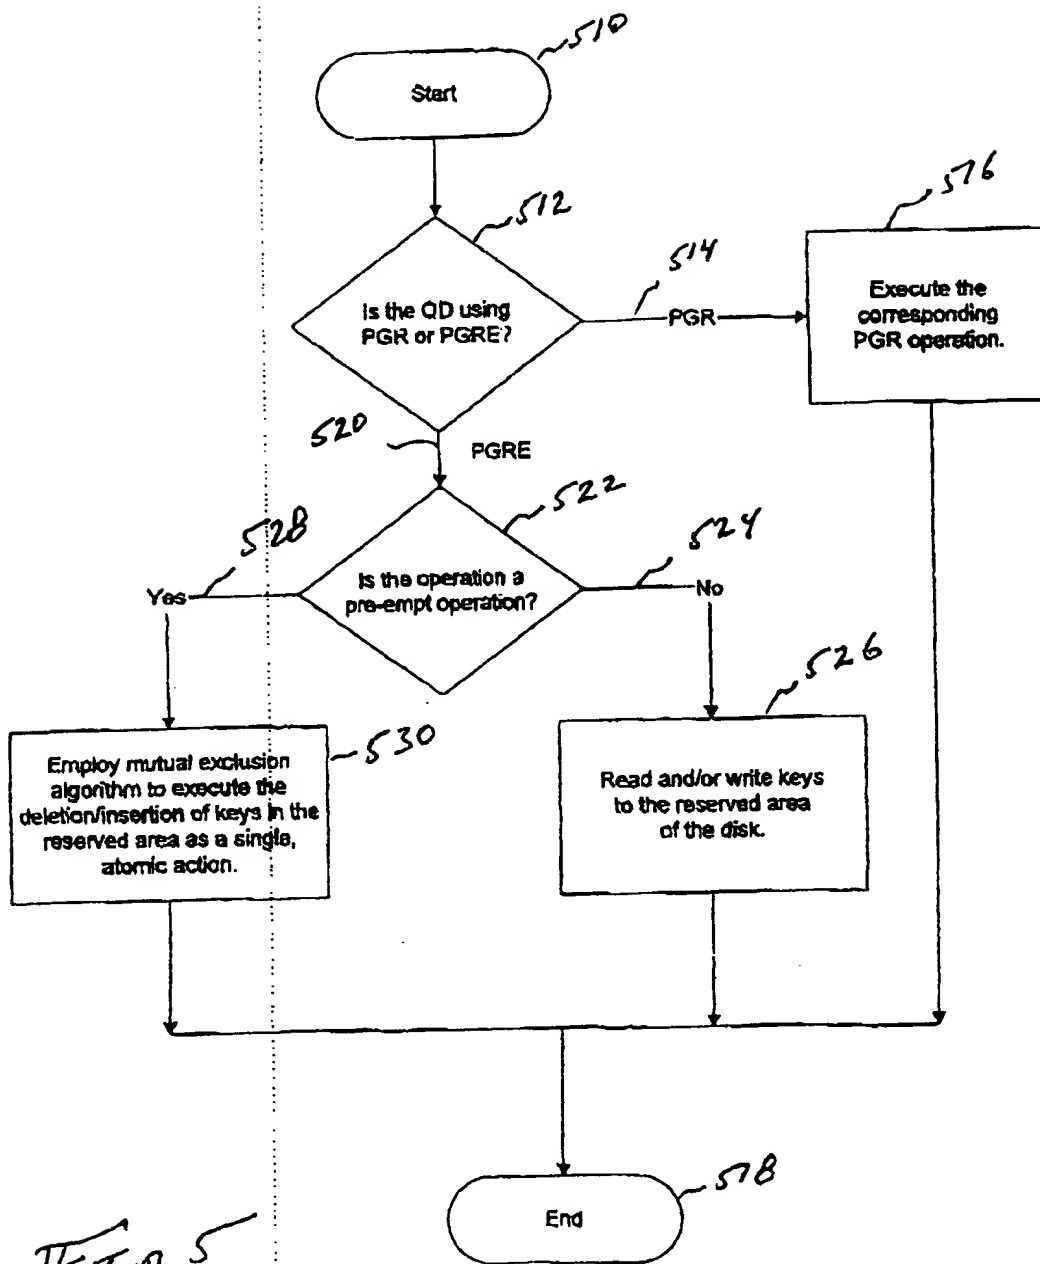 510
Start
512
576
514
Is the QD using
PGR or PGRE?
PGR
Execute the
corresponding
PGR operation.
520
PGRE
522
528
524
Is the operation a
pre-empt operation?
Yes
No
526
530
Employ mutual exclusion
algorithm to execute the
deletion/insertion of keys in the
reserved area as a single,
atomic action.
Read and/or write keys
to the reserved area
of the disk.
518
End
5